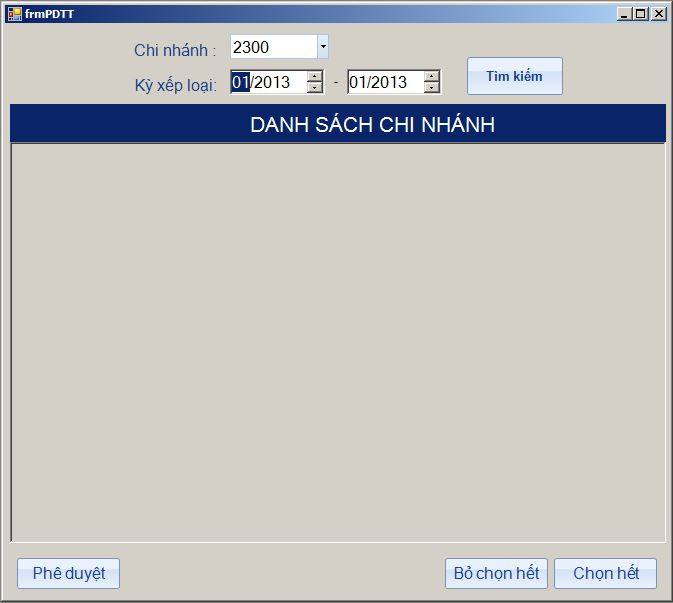 frmPDTT
Chi nhánh : 2300
Kỳ xếp loại: 01/2013 - 01/2013
Tìm kiếm
DANH SÁCH CHI NHÁNH
Phê duyệt Bỏ chọn hết Chọn hết